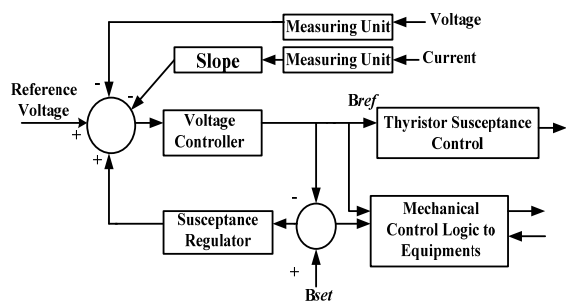 Measuring Unit
Voltage
Slope
Measuring Unit
Current
-
-
Reference
Voltage
+
+
Voltage
Controller
Bref
Thyristor Susceptance
Control
-
Susceptance
Regulator
Mechanical
Control Logic to
Equipments
+
Bset